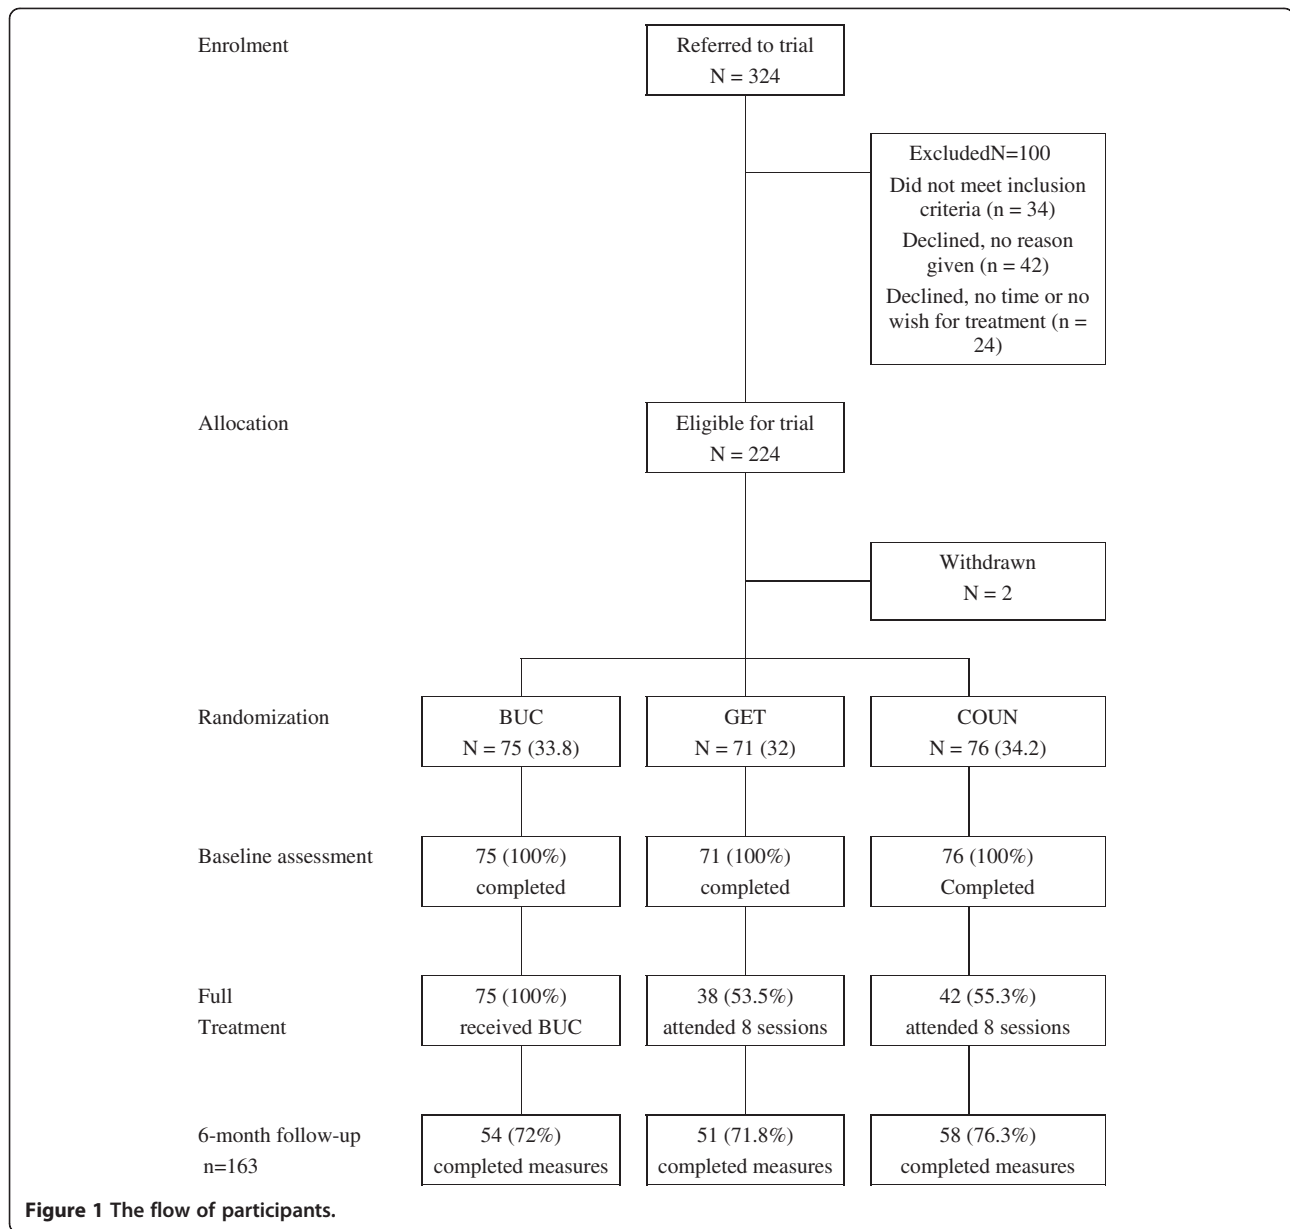 Enrolment
Referred to trial
N = 324
ExcludedN=100
Did not meet inclusion
criteria (n = 34)
Declined, no reason
given (n = 42)
Declined, no time or no
wish for treatment (n =
24)
Allocation
Eligible for trial
N = 224
Withdrawn
N = 2
Randomization
BUC
N = 75 (33.8)
GET
N = 71 (32)
COUN
N = 76 (34.2)
Baseline assessment
75 (100%)
completed
71 (100%)
completed
76 (100%)
Completed
Full
Treatment
75 (100%)
received BUC
38 (53.5%)
attended 8 sessions
42 (55.3%)
attended 8 sessions
6-month follow-up
n=163
54 (72%)
completed measures
51 (71.8%)
completed measures
58 (76.3%)
completed measures
Figure 1 The flow of participants.